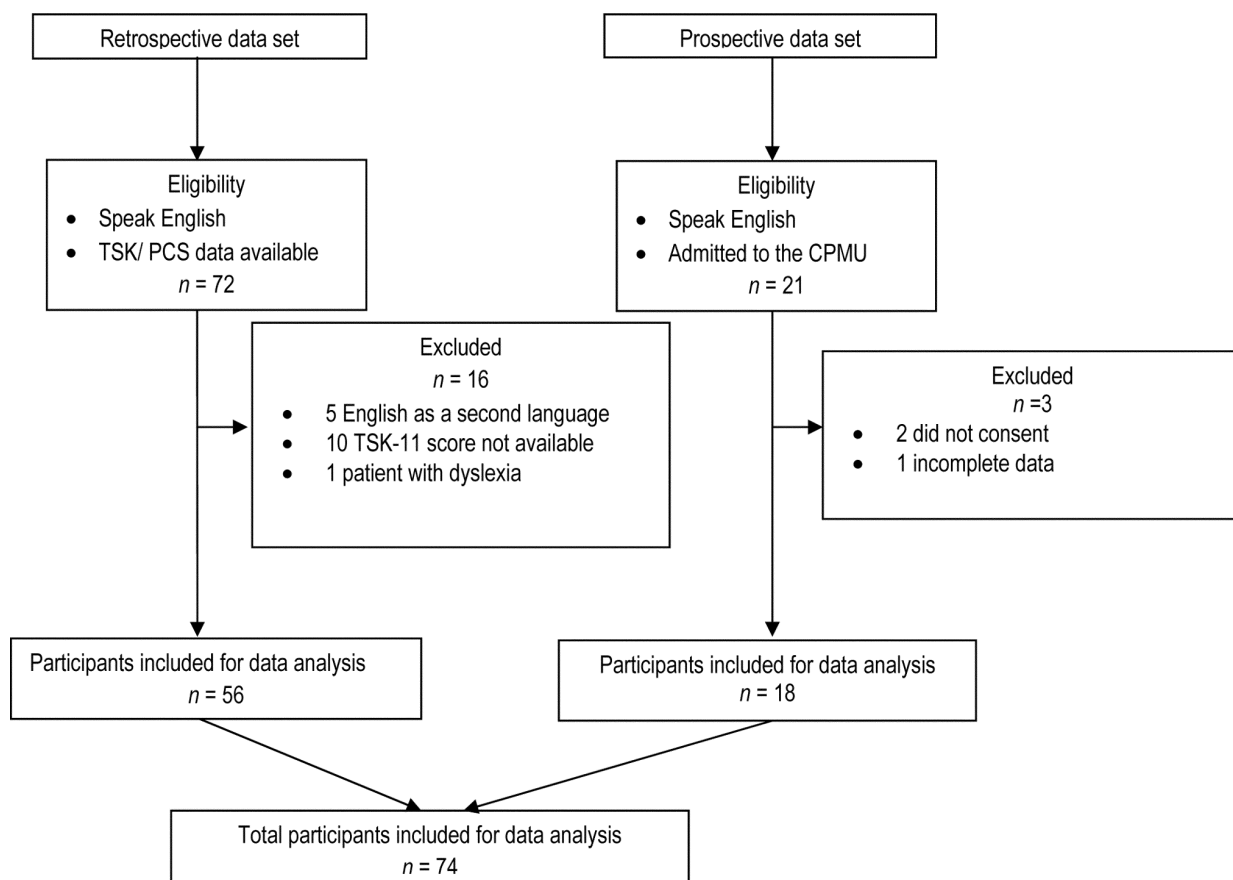 Retrospective data set
Prospective data set
Eligibility
● Speak English
● TSK/ PCS data available
n = 72
Eligibility
● Speak English
● Admitted to the CPMU
n = 21
Excluded
n = 16
● 5 English as a second language
● 10 TSK-11 score not available
● 1 patient with dyslexia
Excluded
n =3
● 2 did not consent
● 1 incomplete data
Participants included for data analysis
n = 56
Participants included for data analysis
n = 18
Total participants included for data analysis
n = 74